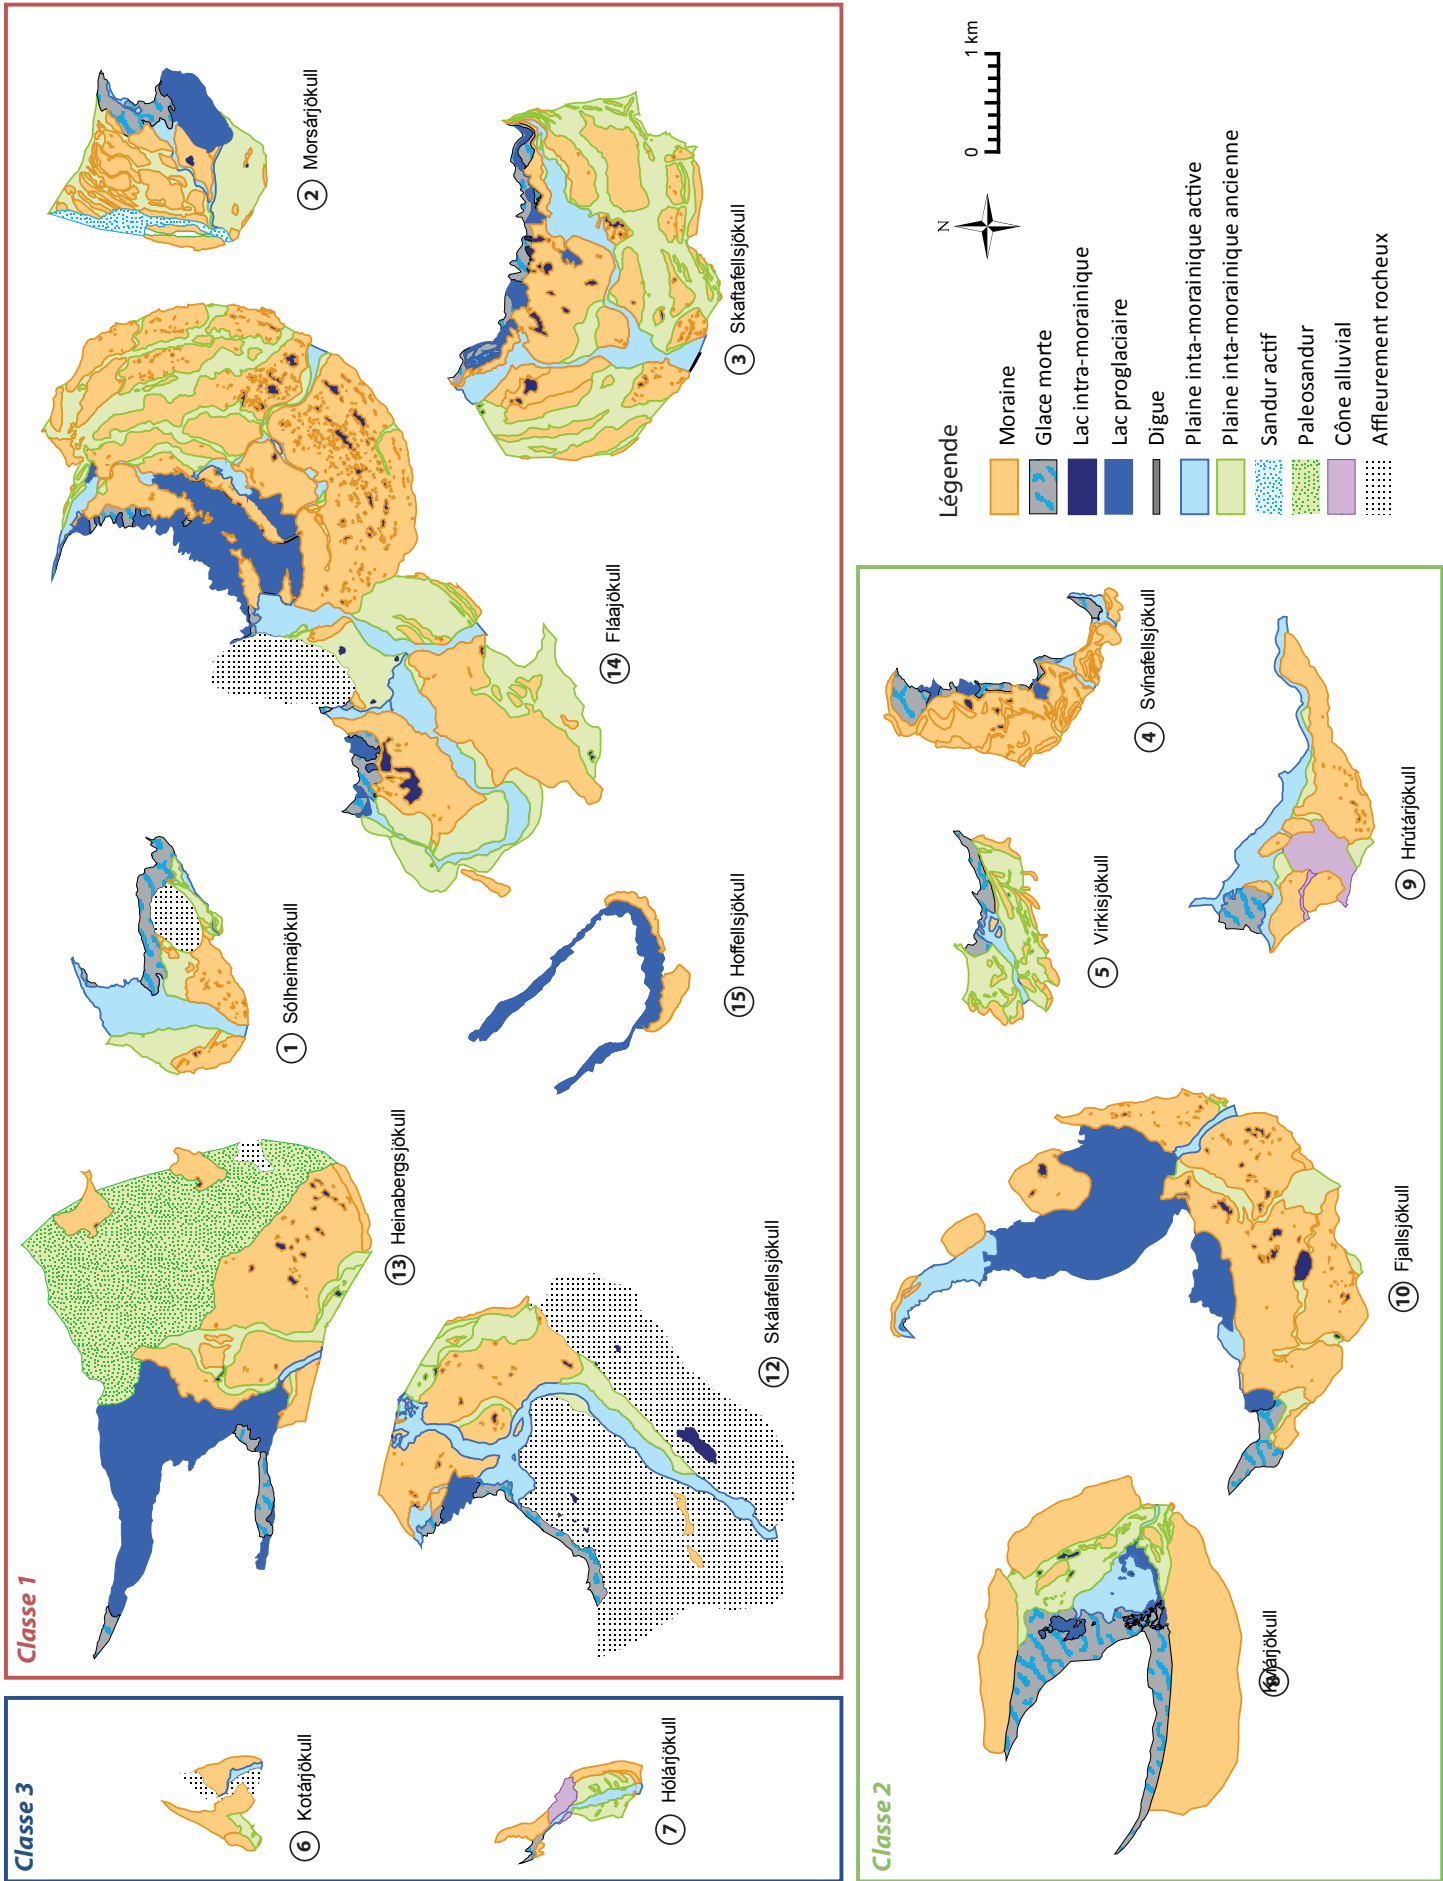 Classe 3
6 Kotárjökull
7 Hólárjökull
Classe 1
1 Sólheimajökull
2 Morsárjökull
3 Skaftafellsjökull
12 Skálafellsjökull
13 Heinabergsjökull
14 Fláajökull
15 Hoffellsjökull
Classe 2
4 Svínafellsjökull
5 Virkisjökull
8 Kvíárjökull
9 Hrútárjökull
10 Fjallsjökull
Légende
Moraine
Glace morte
Lac intra-morainique
Lac proglaciaire
Digue
Plaine inta-morainique active
Plaine inta-morainique ancienne
Sandur actif
Paleosandur
Cône alluvial
Affleurement rocheux
N
0 1 km